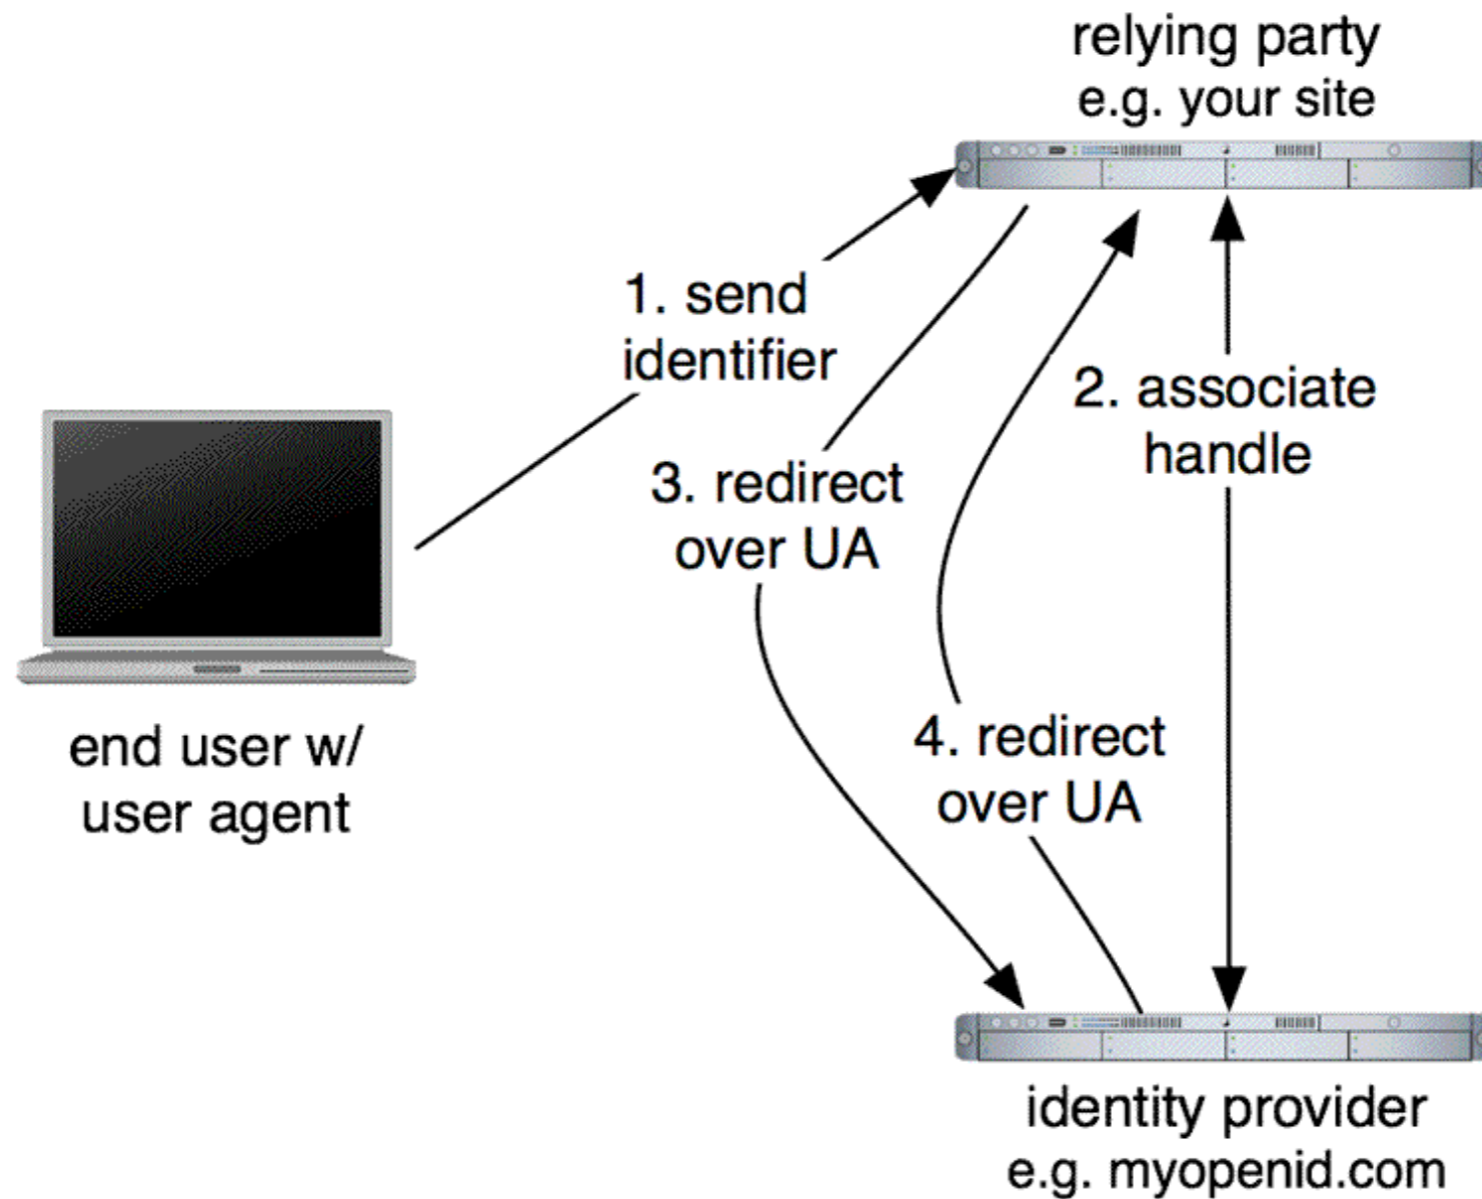 relying party
e.g. your site
1. send
identifier
2. associate
handle
3. redirect
over UA
4. redirect
over UA
end user w/
user agent
identity provider
e.g. myopenid.com